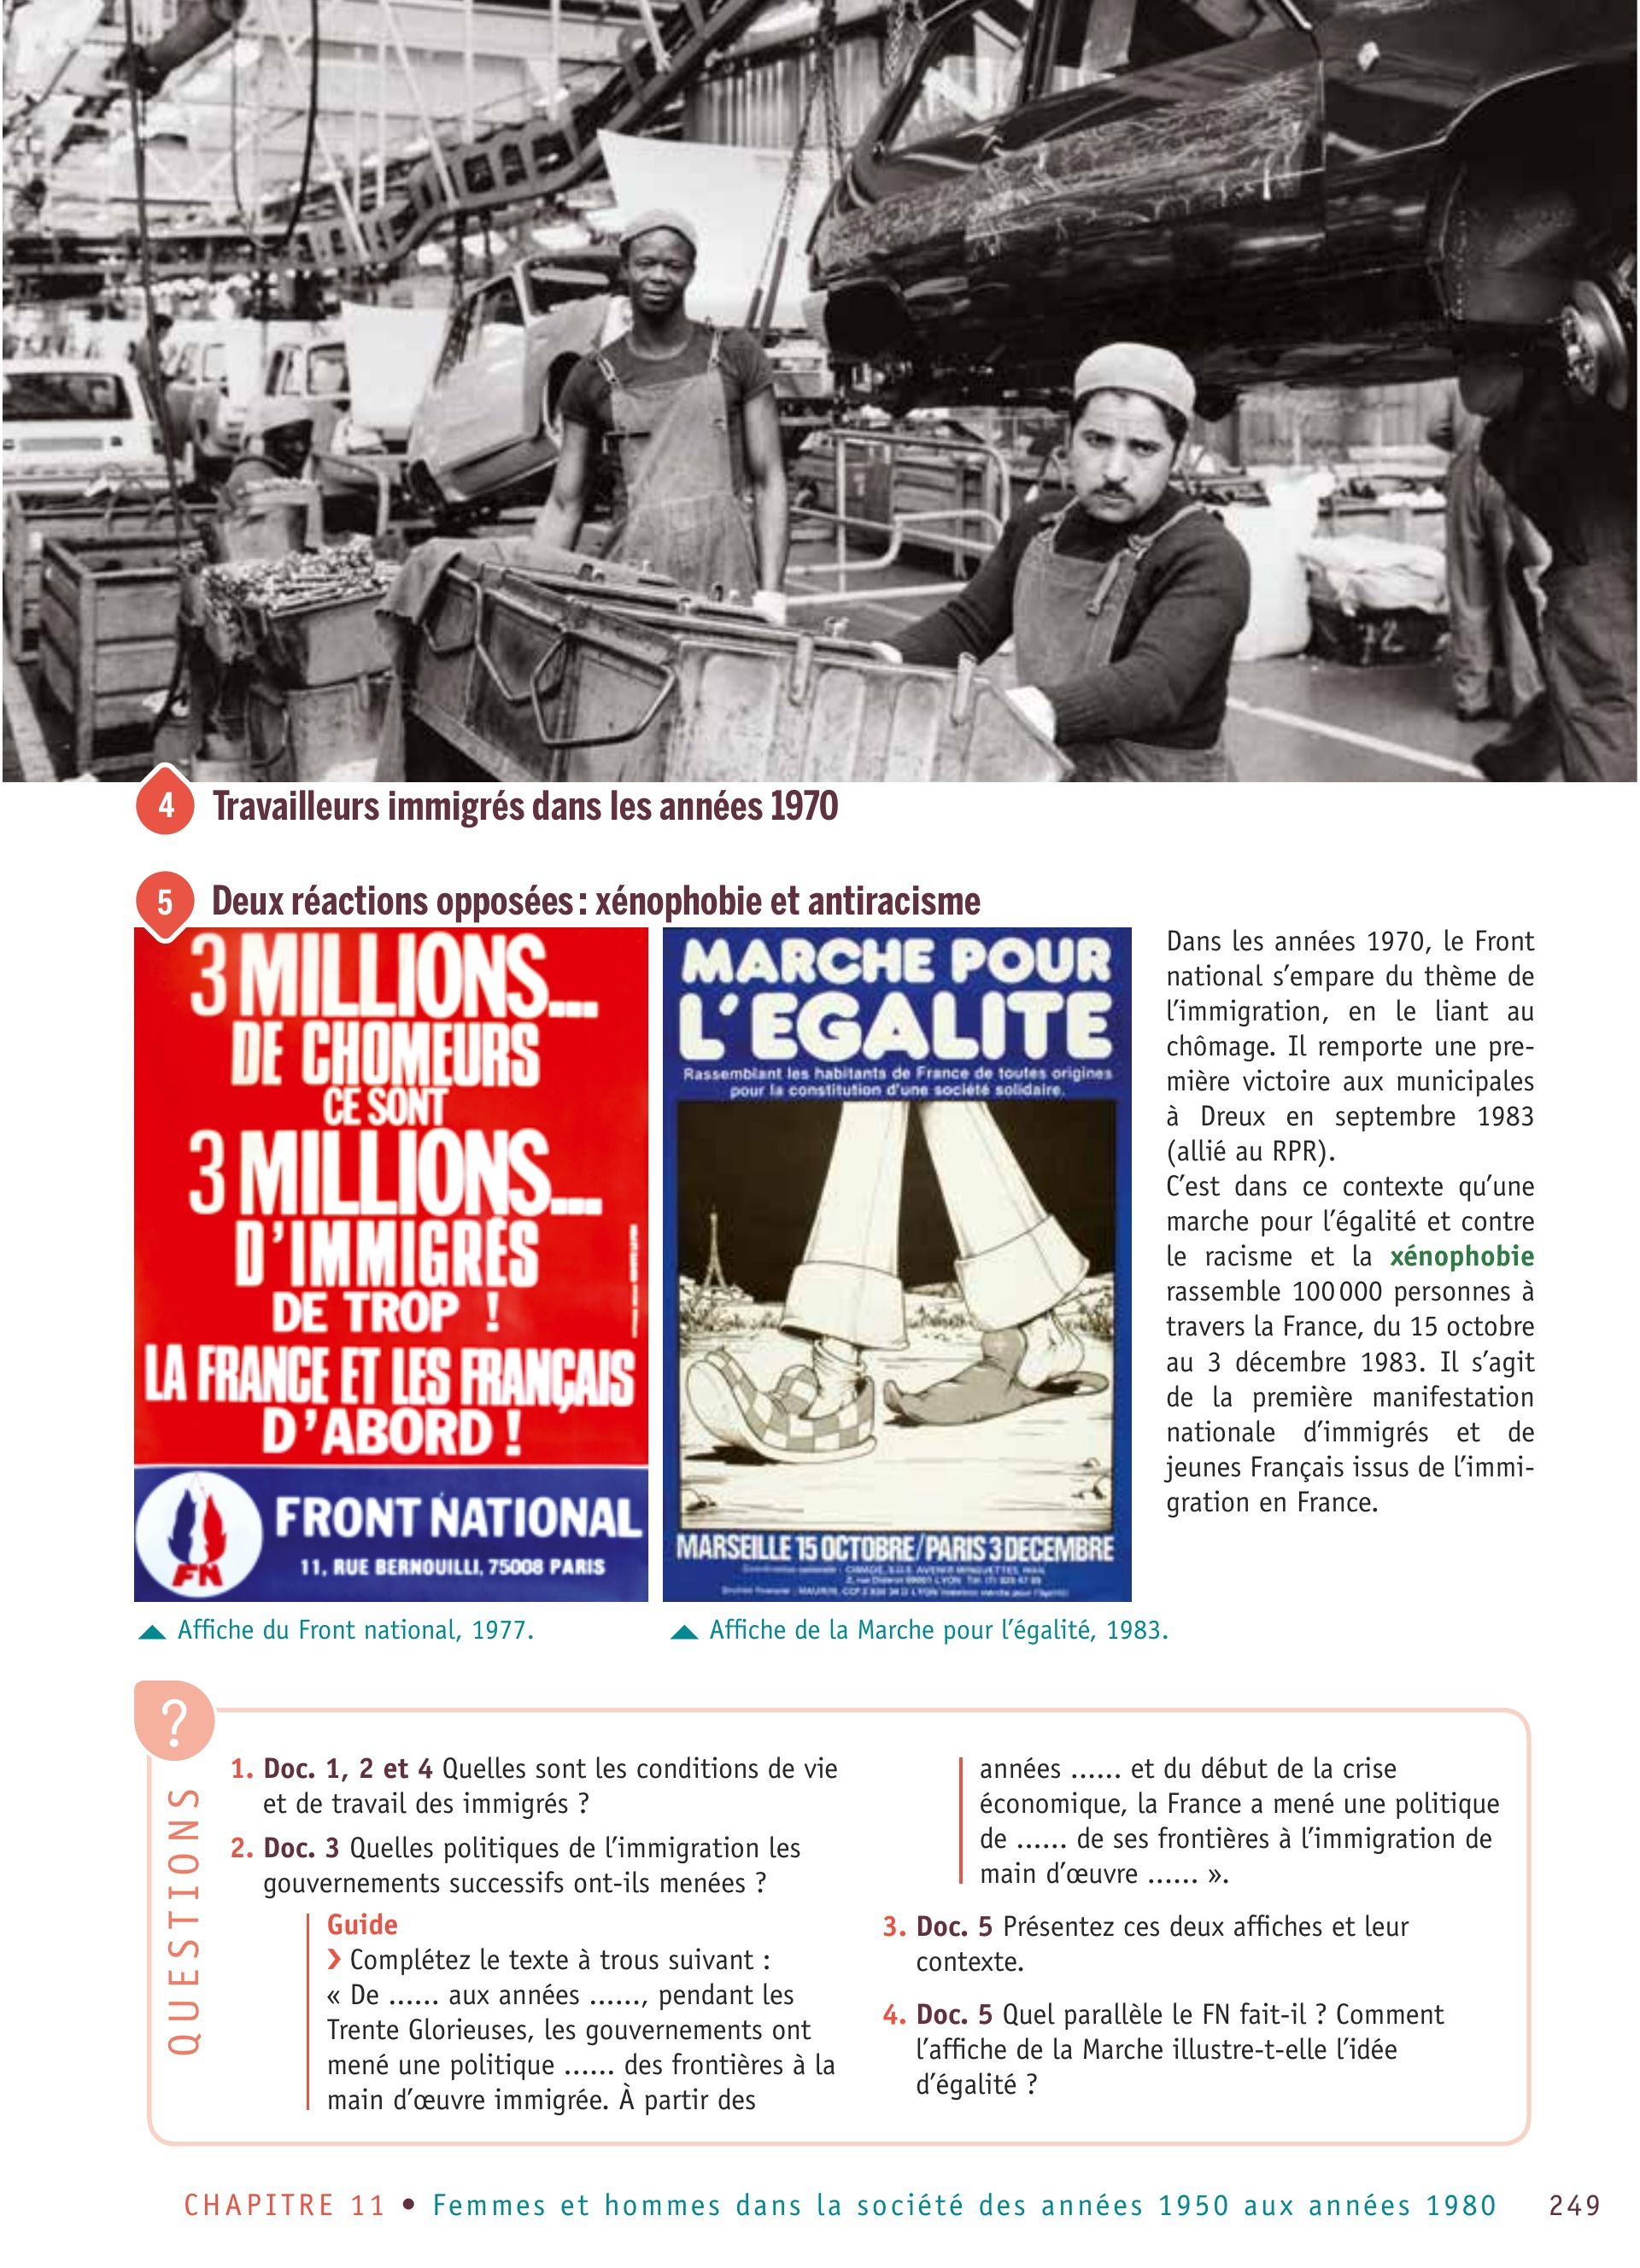 4 Travailleurs immigrés dans les années 1970
5 Deux réactions opposées : xénophobie et antiracisme
3 MILLIONS...
DE CHOMEURS
CE SONT
3 MILLIONS...
D'IMMIGRÉS
DE TROP !
LA FRANCE ET LES FRANÇAIS
D'ABORD !
FN
FRONT NATIONAL
11, RUE BERNOUILLI, 75008 PARIS
Affiche du Front national, 1977.
MARCHE POUR
L'EGALITE
Rassemblant les habitants de France de toutes origines
pour la constitution d'une société solidaire.
MARSEILLE 15 OCTOBRE/PARIS 3 DECEMBRE
Affiche de la Marche pour l'égalité, 1983.
Dans les années 1970, le Front
national s'empare du thème de
l'immigration, en le liant au
chômage. Il remporte une pre-
mière victoire aux municipales
à Dreux en septembre 1983
(allié au RPR).
C'est dans ce contexte qu'une
marche pour l'égalité et contre
le racisme et la xénophobie
rassemble 100 000 personnes à
travers la France, du 15 octobre
au 3 décembre 1983. Il s'agit
de la première manifestation
nationale d'immigrés et de
jeunes Français issus de l'immi-
gration en France.
?
QUESTIONS
1. Doc. 1, 2 et 4 Quelles sont les conditions de vie
et de travail des immigrés ?
2. Doc. 3 Quelles politiques de l'immigration les
gouvernements successifs ont-ils menées ?
Guide
› Complétez le texte à trous suivant :
« De ...... aux années ......, pendant les
Trente Glorieuses, les gouvernements ont
mené une politique ...... des frontières à la
main d'œuvre immigrée. À partir des
années ...... et du début de la crise
économique, la France a mené une politique
de ...... de ses frontières à l'immigration de
main d'œuvre ...... ».
3. Doc. 5 Présentez ces deux affiches et leur
contexte.
4. Doc. 5 Quel parallèle le FN fait-il ? Comment
l'affiche de la Marche illustre-t-elle l'idée
d'égalité ?
CHAPITRE 11 • Femmes et hommes dans la société des années 1950 aux années 1980 249